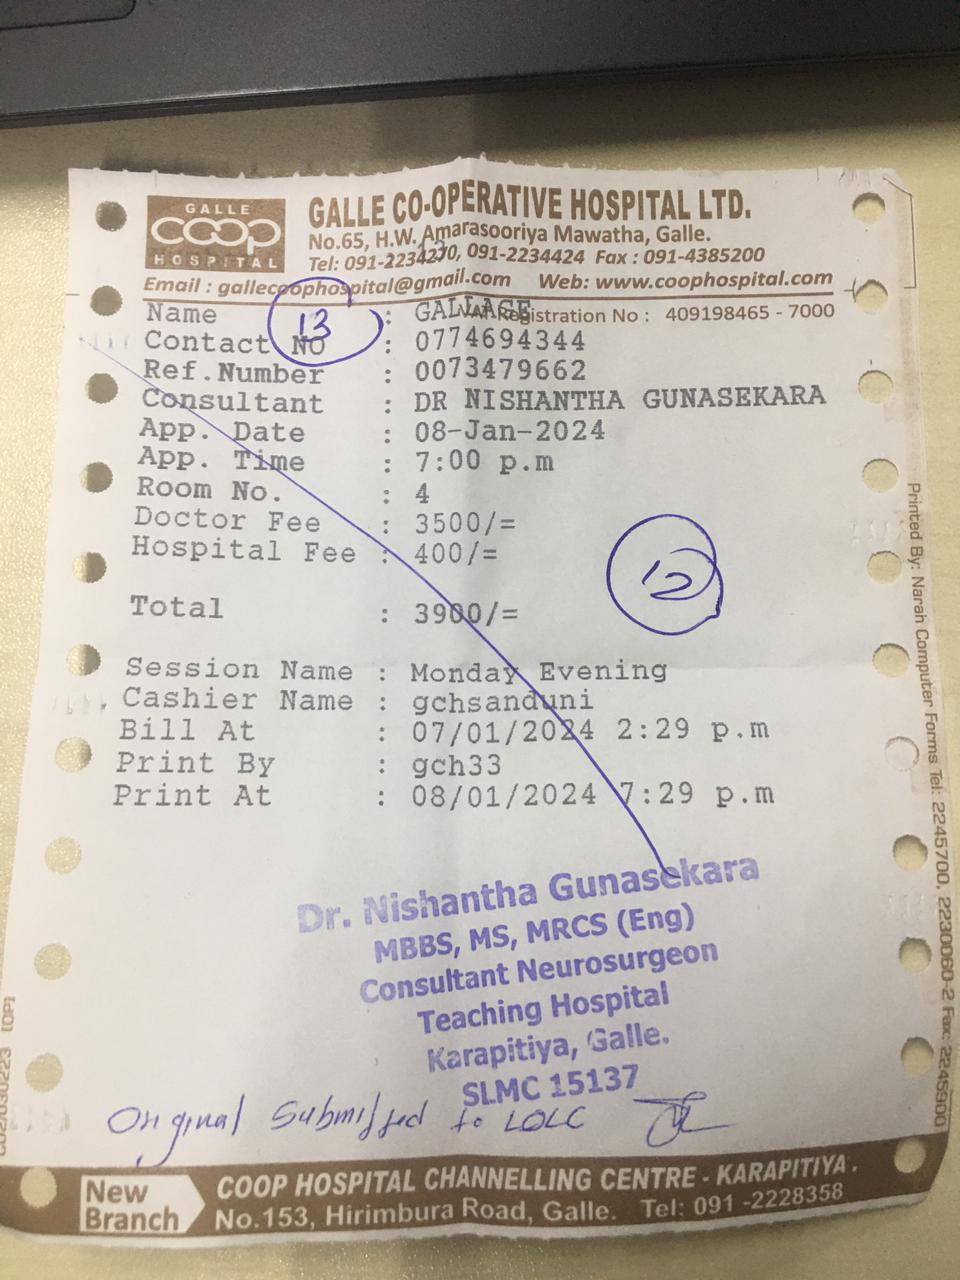 GALLE
COOP
HOSPITAL
GALLE CO-OPERATIVE HOSPITAL LTD.
No.65, H.W. Amarasooriya Mawatha, Galle.
Tel: 091-2234270, 091-2234424 Fax : 091-4385200
Email : gallecoophospital@gmail.com Web: www.coophospital.com
VAT Registration No : 409198465 - 7000
13
Name : GALLAGE
Contact NO : 0774694344
Ref.Number : 0073479662
Consultant : DR NISHANTHA GUNASEKARA
App. Date : 08-Jan-2024
App. Time : 7:00 p.m
Room No. : 4
Doctor Fee : 3500/=
Hospital Fee : 400/=
Total : 3900/=
Session Name : Monday Evening
Cashier Name : gchsanduni
Bill At : 07/01/2024 2:29 p.m
Print By : gch33
Print At : 08/01/2024 7:29 p.m
Dr. Nishantha Gunasekara
MBBS, MS, MRCS (Eng)
Consultant Neurosurgeon
Teaching Hospital
Karapitiya, Galle.
SLMC 15137
Original Submitted to LOLC
New
Branch
COOP HOSPITAL CHANNELLING CENTRE - KARAPITIYA.
No.153, Hirimbura Road, Galle. Tel: 091 -2228358
Printed By: Narah Computer Forms Tel: 2245700, 2230060-2 Fax: 2245900
[OP]